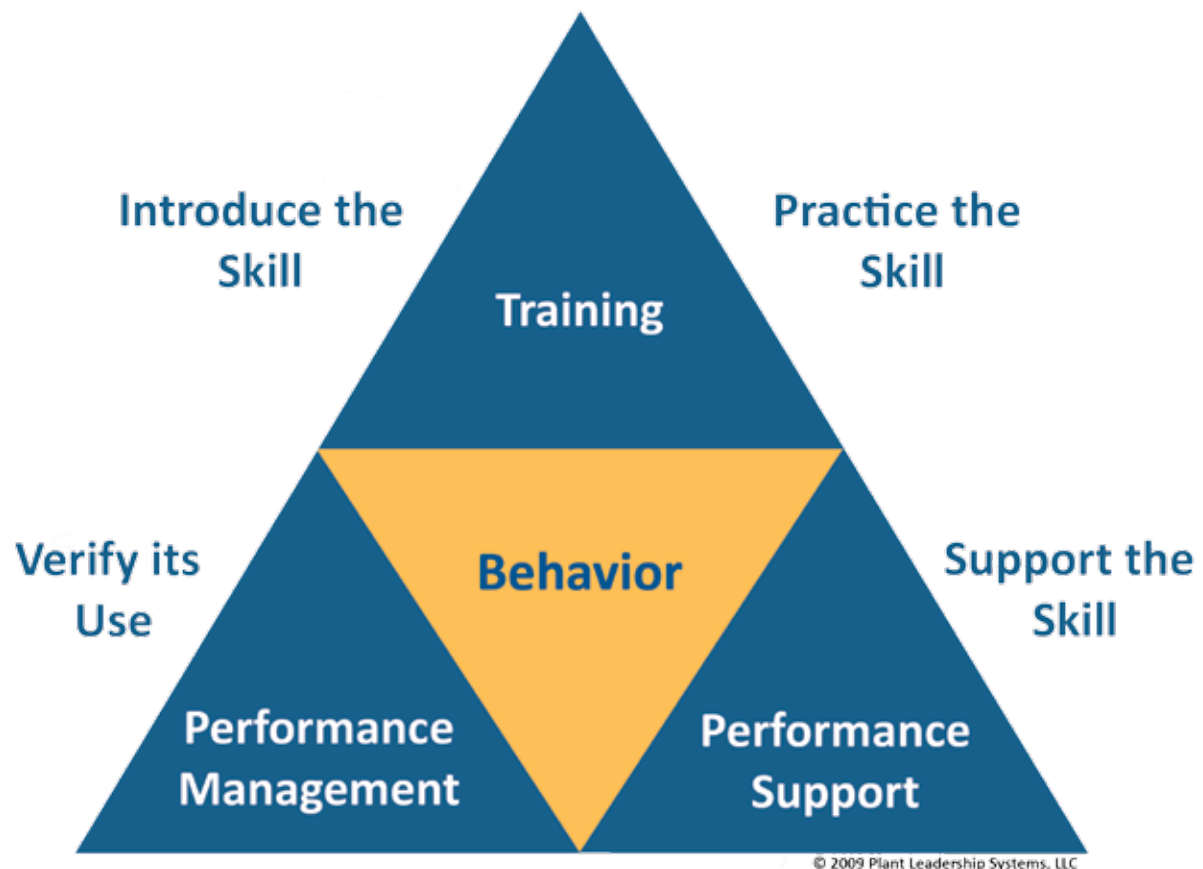 Introduce the
Skill
Practice the
Skill
Training
Verify its
Use
Behavior
Support the
Skill
Performance
Management
Performance
Support
© 2009 Plant Leadership Systems, LLC